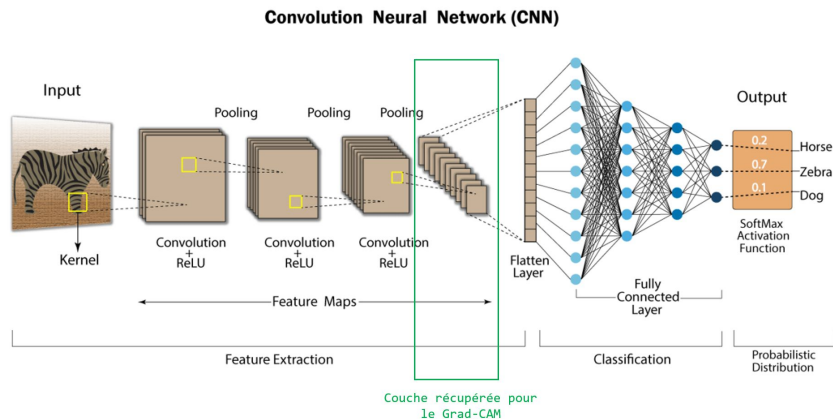 Convolution Neural Network (CNN)
Input
Pooling
Pooling
Pooling
Output
0.2
Horse
0.7
Zebra
0.1
Dog
SoftMax
Activation
Function
Kernel
Convolution
+
ReLU
Convolution
+
ReLU
Convolution
+
ReLU
Flatten
Layer
Feature Maps
Fully
Connected
Layer
Feature Extraction
Classification
Probabilistic
Distribution
Couche récupérée pour
le Grad-CAM